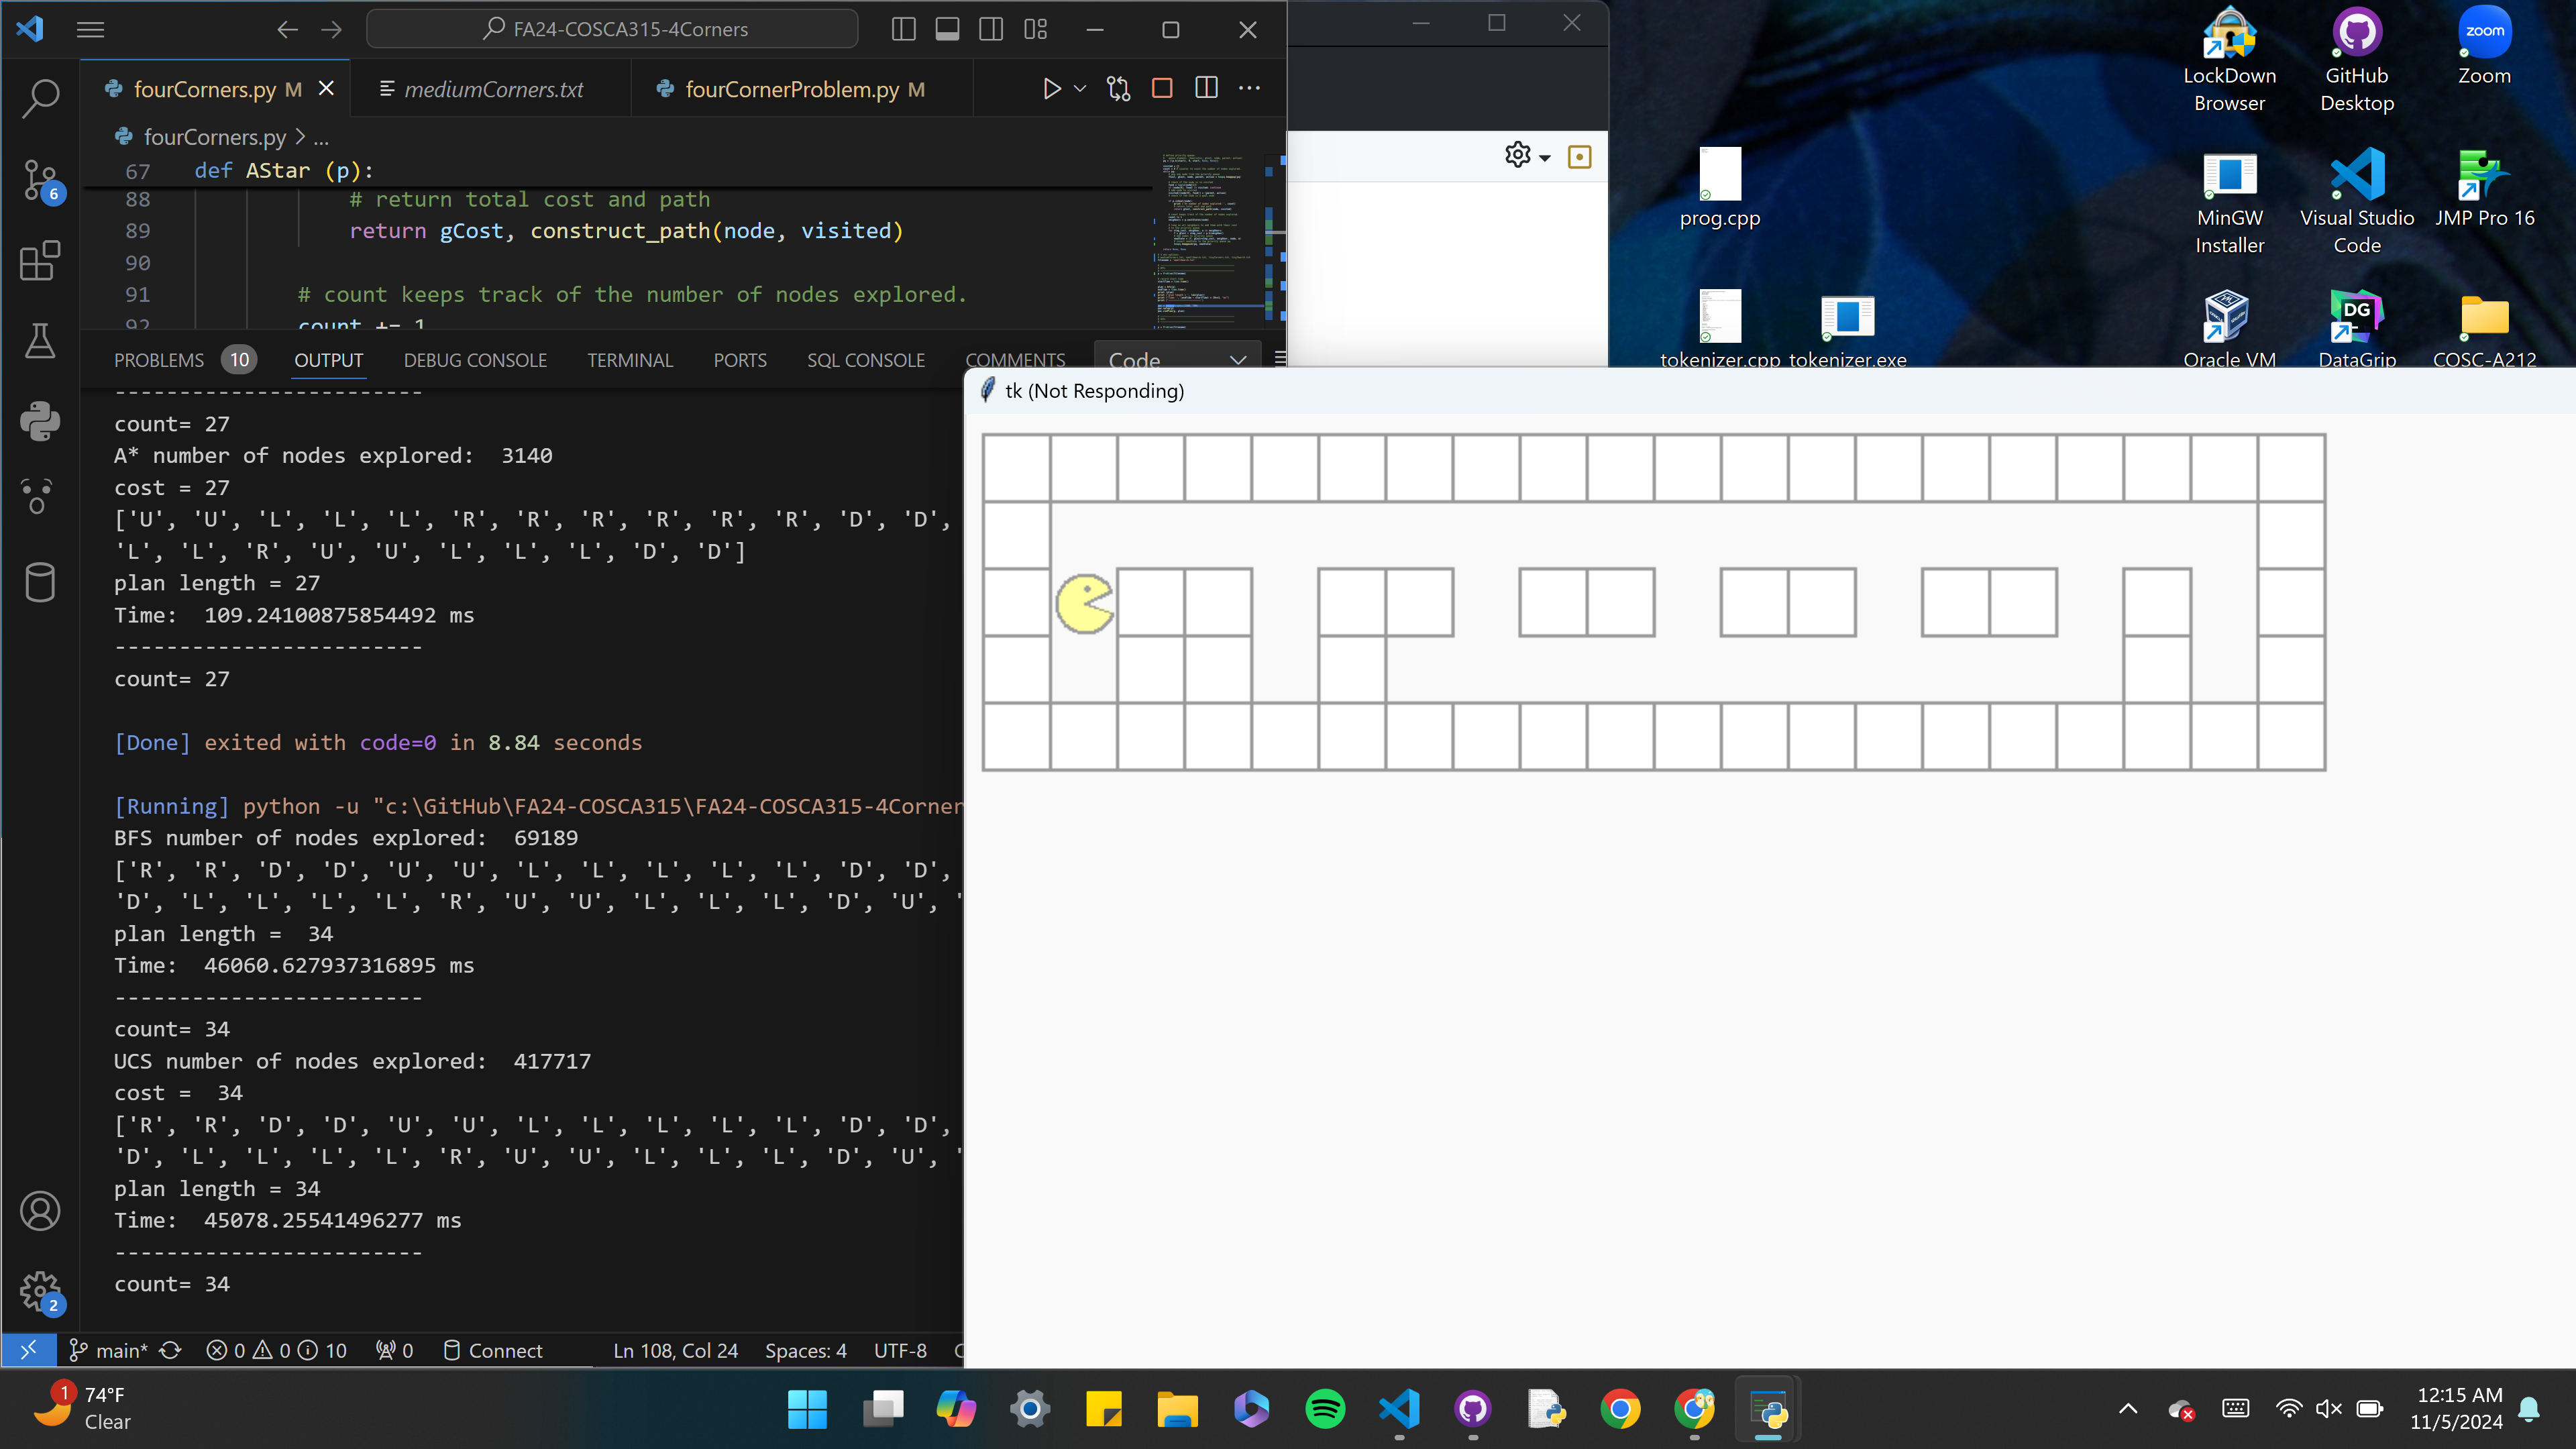 FA24-COSCA315-4Corners
fourCorners.py M
mediumCorners.txt
fourCornerProblem.py M
fourCorners.py > ...
67 def AStar (p):
88 # return total cost and path
89 return gCost, construct_path(node, visited)
90
91 # count keeps track of the number of nodes explored.
92 count += 1
6
PROBLEMS 10 OUTPUT DEBUG CONSOLE TERMINAL PORTS SQL CONSOLE COMMENTS Code
------------------------
count= 27
A* number of nodes explored:  3140
cost = 27
['U', 'U', 'L', 'L', 'L', 'R', 'R', 'R', 'R', 'R', 'R', 'D', 'D',
'L', 'L', 'R', 'U', 'U', 'L', 'L', 'L', 'D', 'D']
plan length = 27
Time:  109.24100875854492 ms
------------------------
count= 27
[Done] exited with code=0 in 8.84 seconds
[Running] python -u "c:\GitHub\FA24-COSCA315\FA24-COSCA315-4Corner
BFS number of nodes explored:  69189
['R', 'R', 'D', 'D', 'U', 'U', 'L', 'L', 'L', 'L', 'L', 'D', 'D',
'D', 'L', 'L', 'L', 'L', 'R', 'U', 'U', 'L', 'L', 'L', 'D', 'U', '
plan length =  34
Time:  46060.627937316895 ms
------------------------
count= 34
UCS number of nodes explored:  417717
cost =  34
['R', 'R', 'D', 'D', 'U', 'U', 'L', 'L', 'L', 'L', 'L', 'D', 'D',
'D', 'L', 'L', 'L', 'L', 'R', 'U', 'U', 'L', 'L', 'L', 'D', 'U', '
plan length = 34
Time:  45078.25541496277 ms
------------------------
count= 34
2
main* 0 0 10 0 Connect Ln 108, Col 24 Spaces: 4 UTF-8
tk (Not Responding)
LockDown
Browser
GitHub
Desktop
zoom
Zoom
prog.cpp
MinGW
Installer
Visual Studio
Code
JMP Pro 16
tokenizer.cpp
tokenizer.exe
Oracle VM
DG
DataGrip
COSC-A212
1
74°F
Clear
12:15 AM
11/5/2024